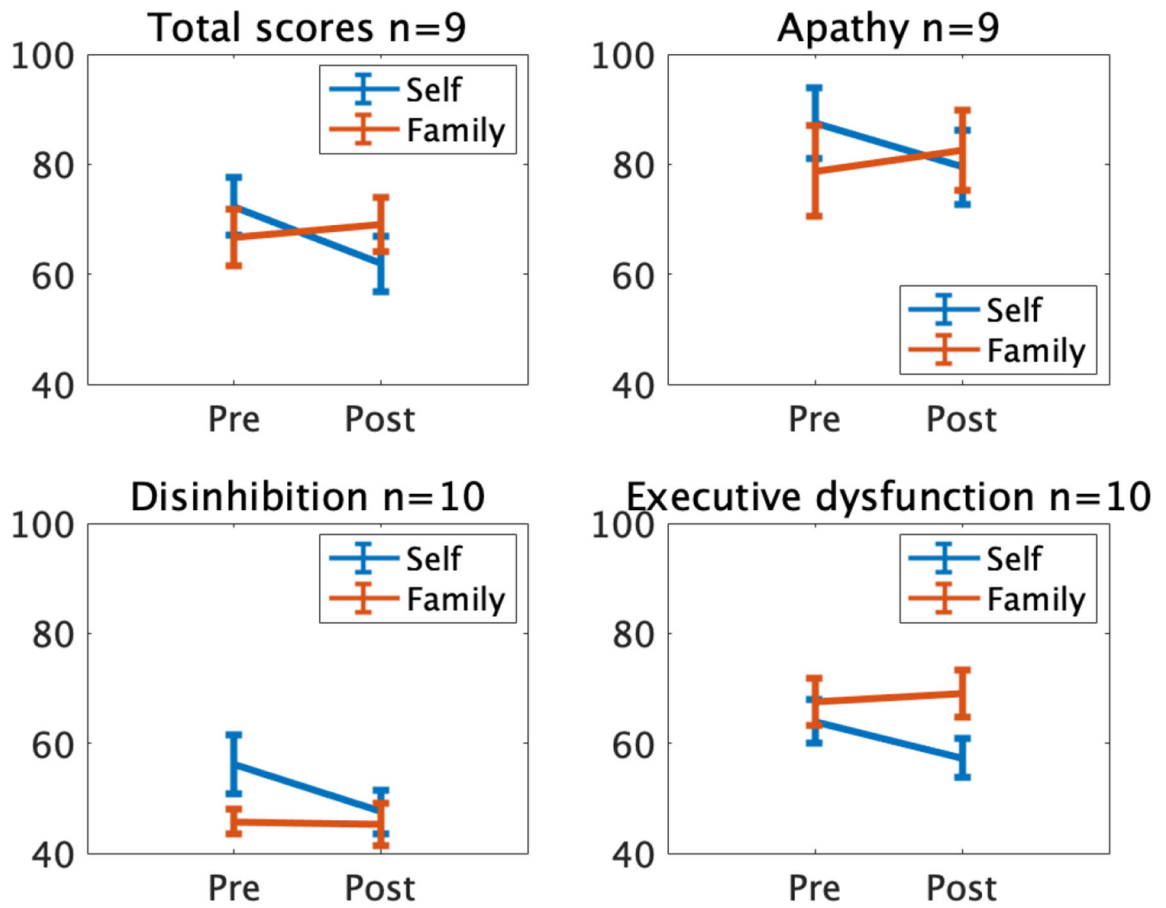 Total scores n=9
100
80
60
40
Self
Family
Pre
Post
Apathy n=9
100
80
60
40
Self
Family
Pre
Post
Disinhibition n=10
100
80
60
40
Self
Family
Pre
Post
Executive dysfunction n=10
100
80
60
40
Self
Family
Pre
Post